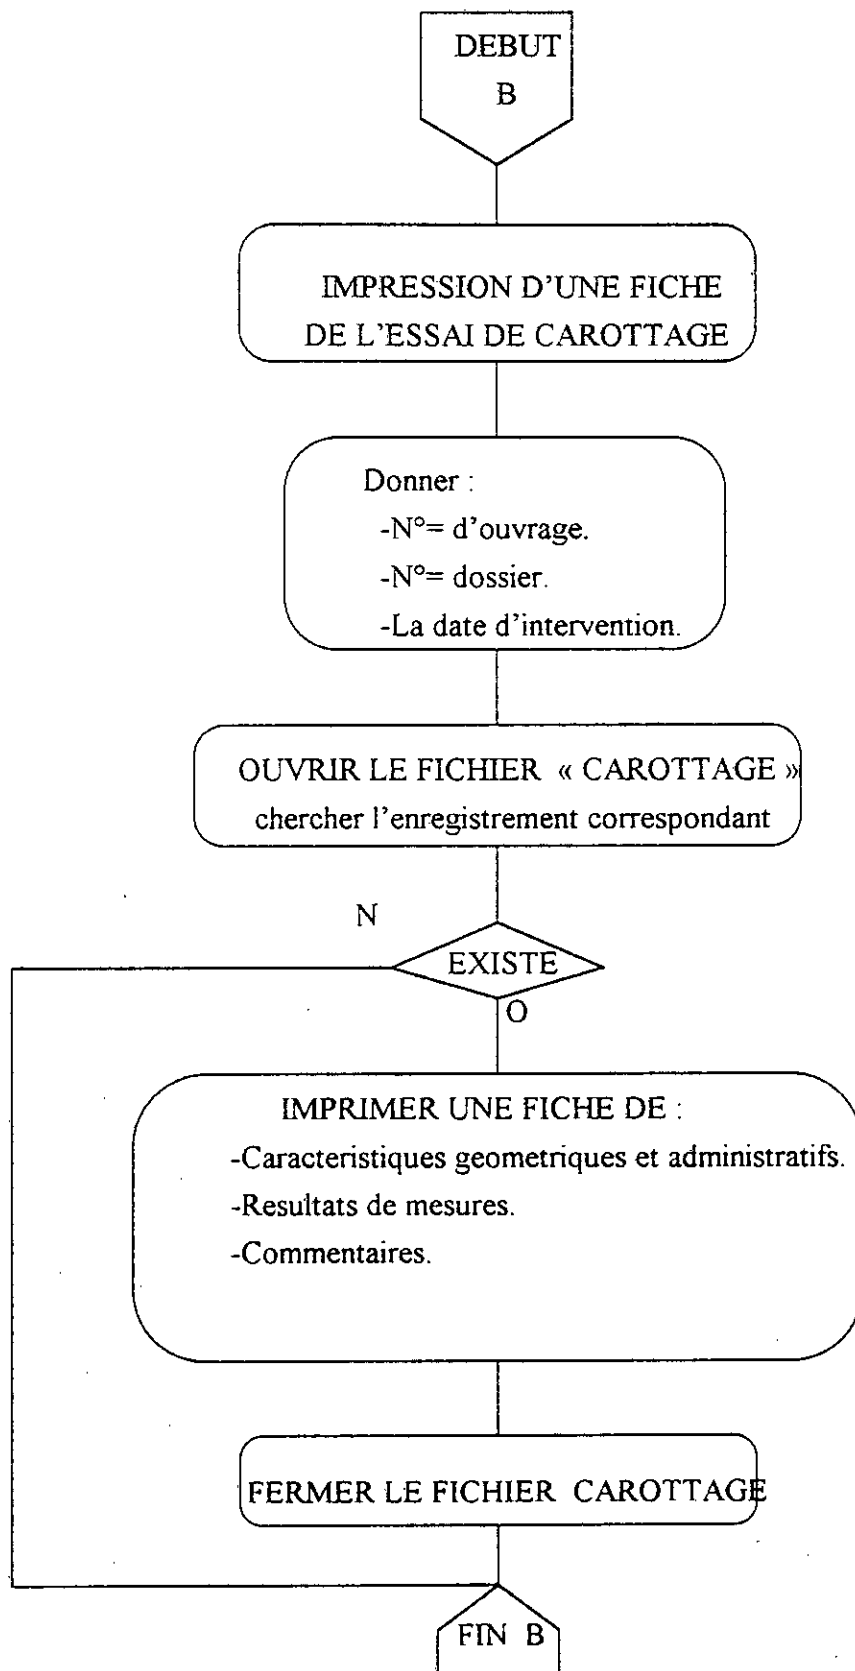 DEBUT
B
IMPRESSION D'UNE FICHE
DE L'ESSAI DE CAROTTAGE
Donner :
-N°= d'ouvrage.
-N°= dossier.
-La date d'intervention.
OUVRIR LE FICHIER « CAROTTAGE »
chercher l'enregistrement correspondant
N
EXISTE
O
IMPRIMER UNE FICHE DE :
-Caracteristiques geometriques et administratifs.
-Resultats de mesures.
-Commentaires.
FERMER LE FICHIER CAROTTAGE
FIN B